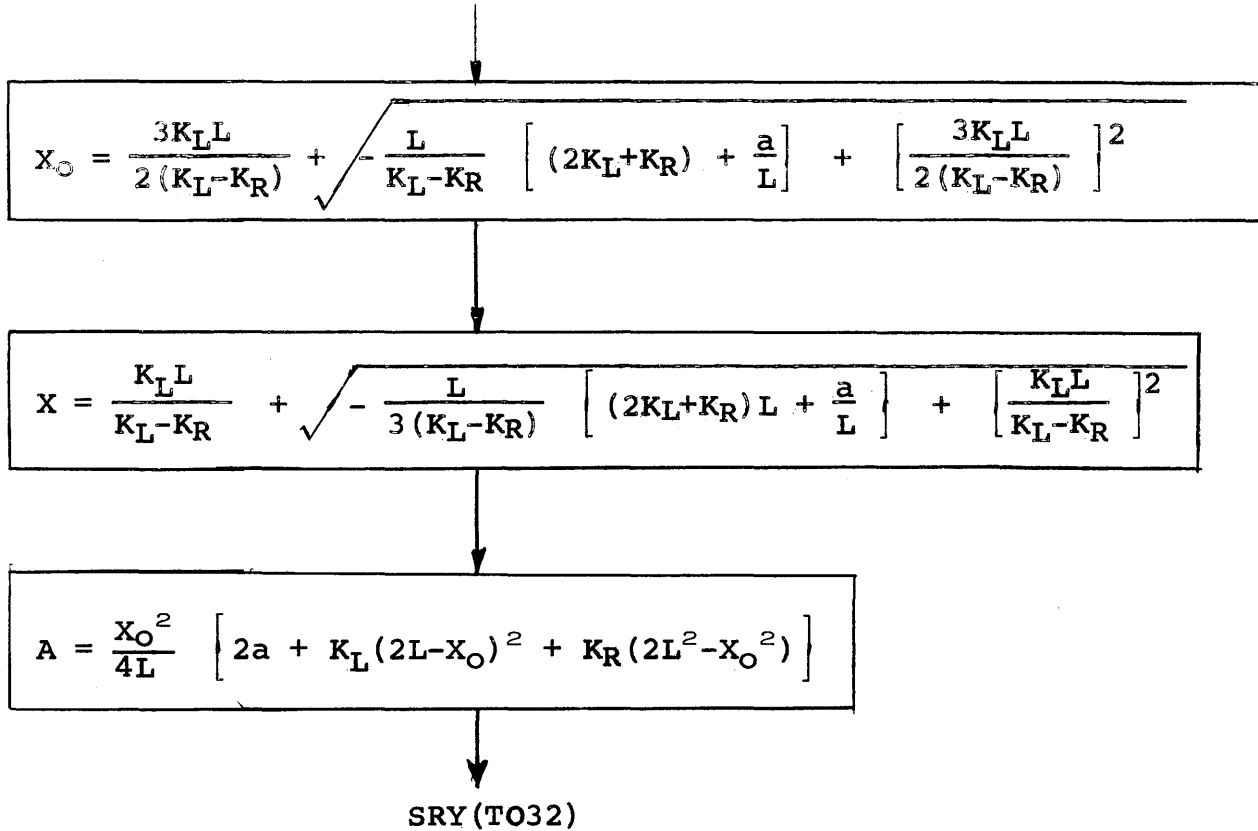 X₀ = 3K_L L / 2(K_L-K_R) + √( - L / K_L-K_R [ (2K_L+K_R) + a/L ] + [ 3K_L L / 2(K_L-K_R) ]² )
X = K_L L / K_L-K_R + √( - L / 3(K_L-K_R) [ (2K_L+K_R)L + a/L ] + [ K_L L / K_L-K_R ]² )
A = X₀² / 4L [ 2a + K_L(2L-X₀)² + K_R(2L²-X₀²) ]
SRY(TO32)